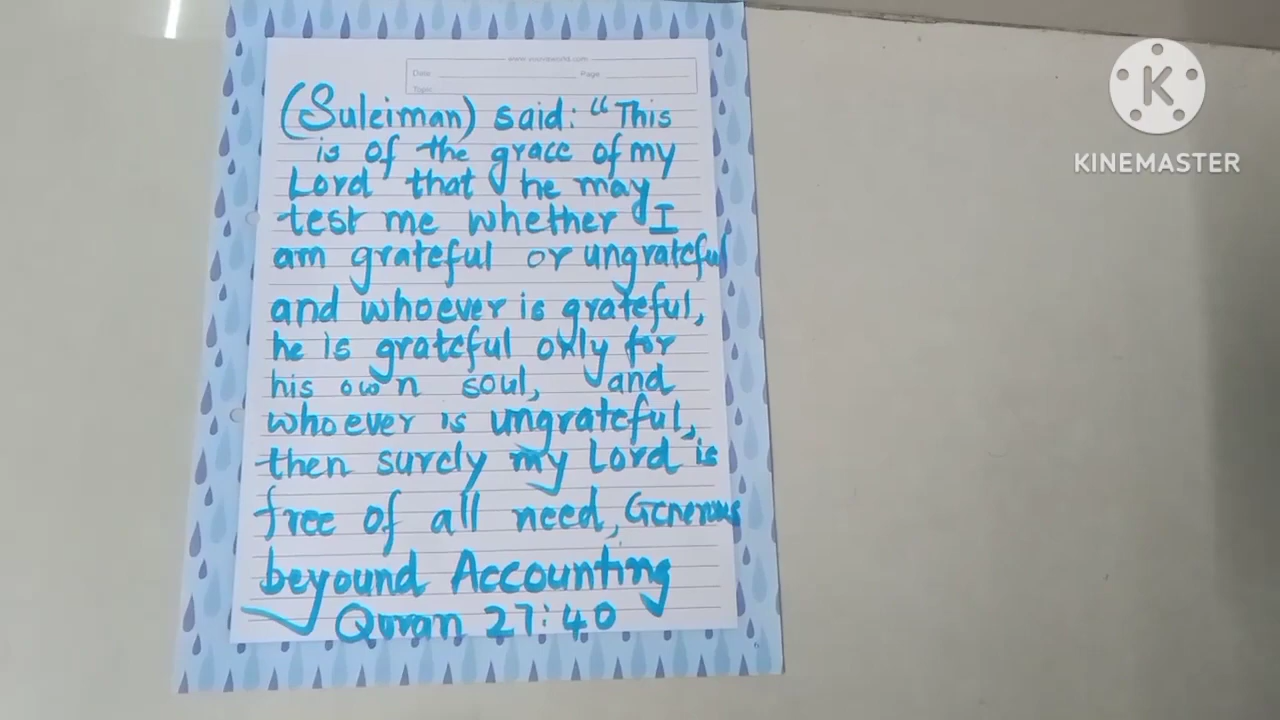 Date
Page
(Suleiman) said: "This
is of the grace of my
Lord that he may
test me whether I
am grateful or ungrateful
and whoever is grateful,
he is grateful only for
his own soul, and
whoever is ungrateful,
then surely my Lord is
free of all need, Generous
beyound Accounting
Quran 27:40
KINEMASTER